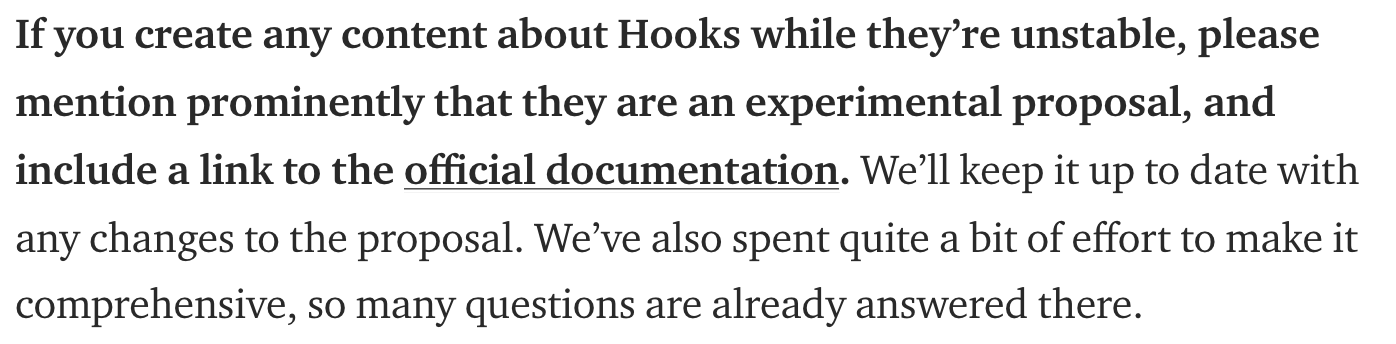 If you create any content about Hooks while they’re unstable, please
mention prominently that they are an experimental proposal, and
include a link to the official documentation. We’ll keep it up to date with
any changes to the proposal. We’ve also spent quite a bit of effort to make it
comprehensive, so many questions are already answered there.